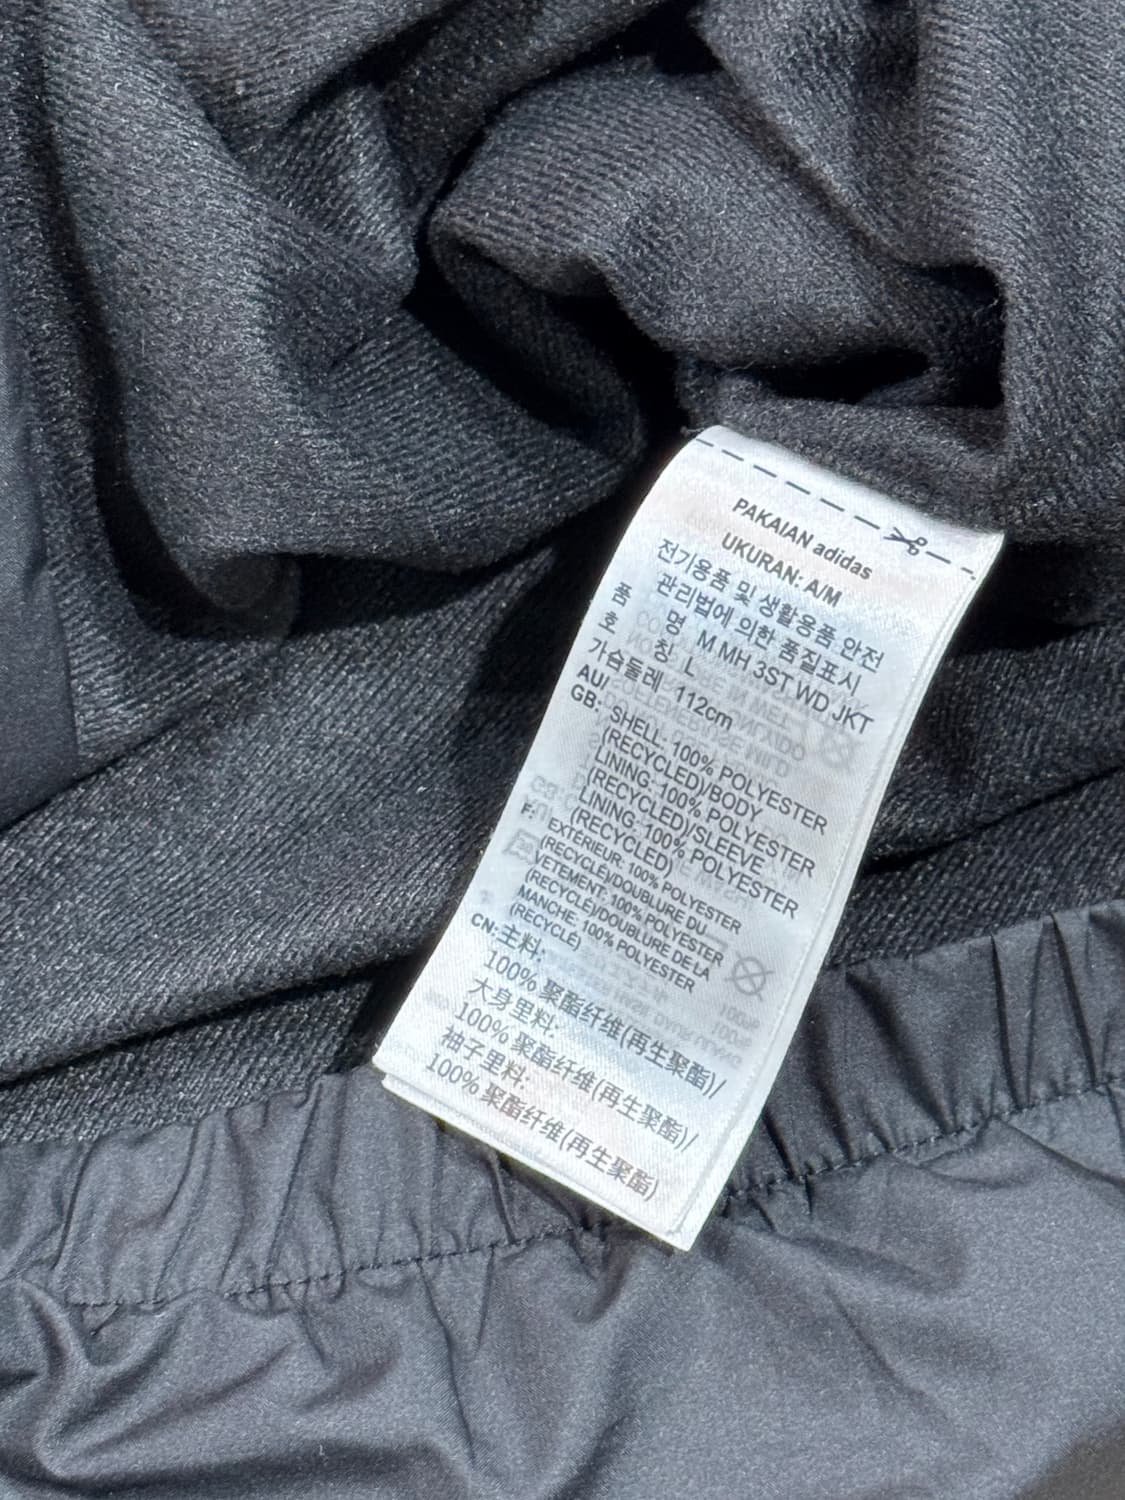 PAKAIAN adidas
UKURAN: A/M
전기용품 및 생활용품 안전
관리법에 의한 품질표시
품 명 M MH 3ST WD JKT
호 칭 L
가슴둘레 112cm
AU/
GB: SHELL: 100% POLYESTER
(RECYCLED)/BODY
LINING: 100% POLYESTER
(RECYCLED)/SLEEVE
LINING: 100% POLYESTER
(RECYCLED)
F: EXTÉRIEUR: 100% POLYESTER
(RECYCLÉ)/DOUBLURE DU
VETEMENT: 100% POLYESTER
(RECYCLÉ)/DOUBLURE DE LA
MANCHE: 100% POLYESTER
(RECYCLÉ)
CN: 主料:
100% 聚酯纤维(再生聚酯)/
大身里料:
100% 聚酯纤维(再生聚酯)/
袖子里料:
100% 聚酯纤维(再生聚酯)